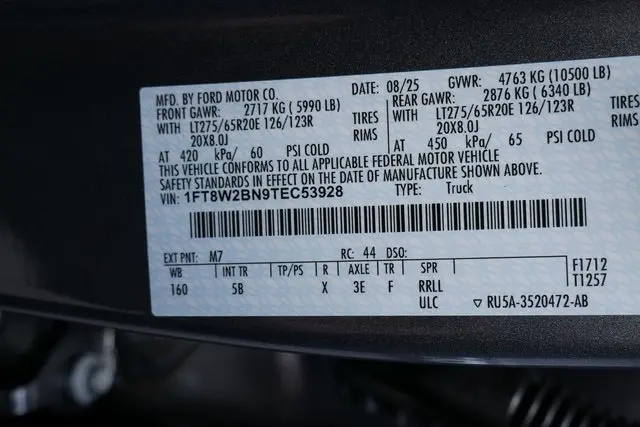 MFD. BY FORD MOTOR CO. DATE: 08/25 GVWR: 4763 KG (10500 LB)
FRONT GAWR: 2717 KG ( 5990 LB) REAR GAWR: 2876 KG ( 6340 LB)
WITH LT275/65R20E 126/123R TIRES WITH LT275/65R20E 126/123R TIRES
20X8.0J RIMS 20X8.0J RIMS
AT 420 kPa/ 60 PSI COLD AT 450 kPa/ 65 PSI COLD
THIS VEHICLE CONFORMS TO ALL APPLICABLE FEDERAL MOTOR VEHICLE
SAFETY STANDARDS IN EFFECT ON THE DATE OF MANUFACTURE SHOWN ABOVE.
VIN: 1FT8W2BN9TEC53928 TYPE: Truck
EXT PNT: M7 RC: 44 DSO:
WB INT TR TP/PS R AXLE TR SPR F1712
160 5B X 3E F RRLL T1257
ULC ▽ RU5A-3520472-AB